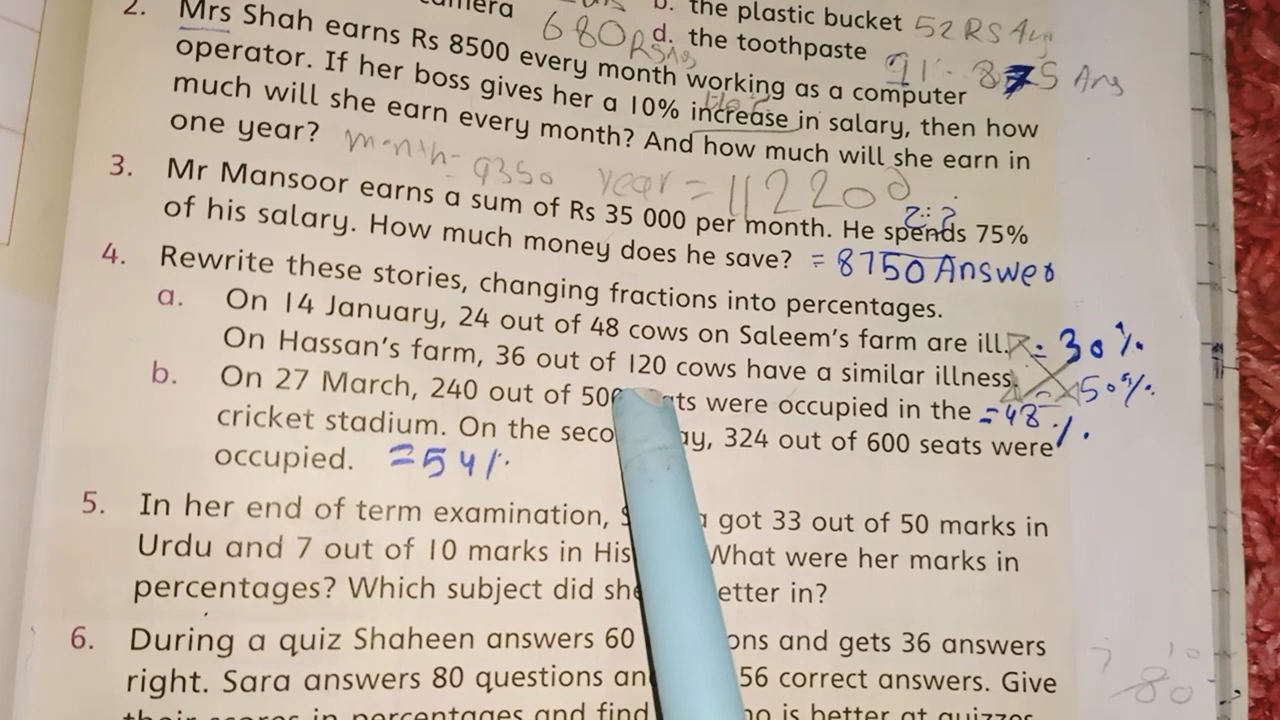 b. the plastic bucket 52 RS Ans
680 RS Ans d. the toothpaste 91.875 Ans
2. Mrs Shah earns Rs 8500 every month working as a computer
operator. If her boss gives her a 10% increase in salary, then how
much will she earn every month? And how much will she earn in
one year? month= 9350 year = 112200
3. Mr Mansoor earns a sum of Rs 35 000 per month. He spends 75%
of his salary. How much money does he save? = 8750 Answer
4. Rewrite these stories, changing fractions into percentages.
a. On 14 January, 24 out of 48 cows on Saleem's farm are ill. = 30%
On Hassan's farm, 36 out of 120 cows have a similar illness. 50%
b. On 27 March, 240 out of 500 were occupied in the =48%
cricket stadium. On the 324 out of 600 seats were
occupied. =54%
5. In her end of term examination, got 33 out of 50 marks in
Urdu and 7 out of 10 marks in What were her marks in
percentages? Which subject did she better in?
6. During a quiz Shaheen answers 60 and gets 36 answers
right. Sara answers 80 questions 56 correct answers. Give
their scores in percentages and find is better at quizzes